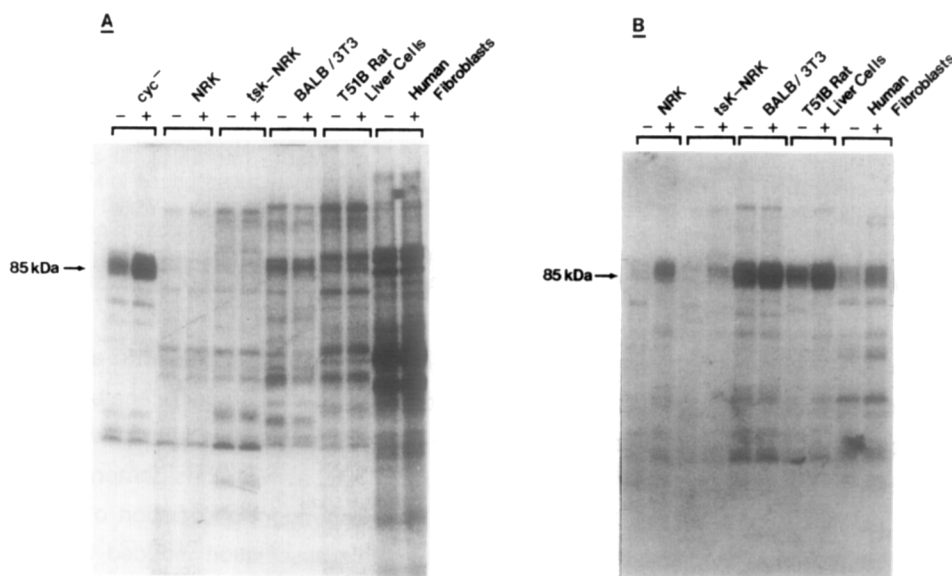 A
cyc⁻
NRK
tsk-NRK
BALB/3T3
T51B Rat
Liver Cells
Human
Fibroblasts
- + - + - + - + - + - +
85 kDa
B
NRK
tsK-NRK
BALB/3T3
T51B Rat
Liver Cells
Human
Fibroblasts
- + - + - + - + - +
85 kDa